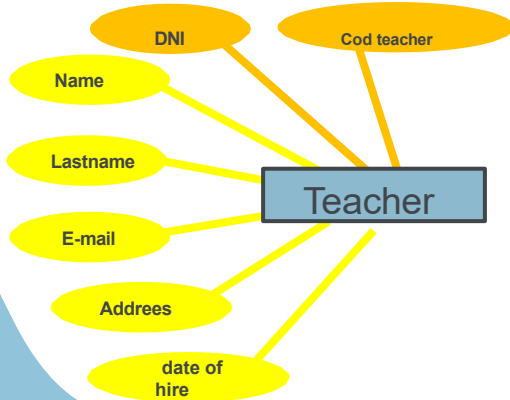 DNI
Cod teacher
Name
Lastname
Teacher
E-mail
Addrees
date of
hire